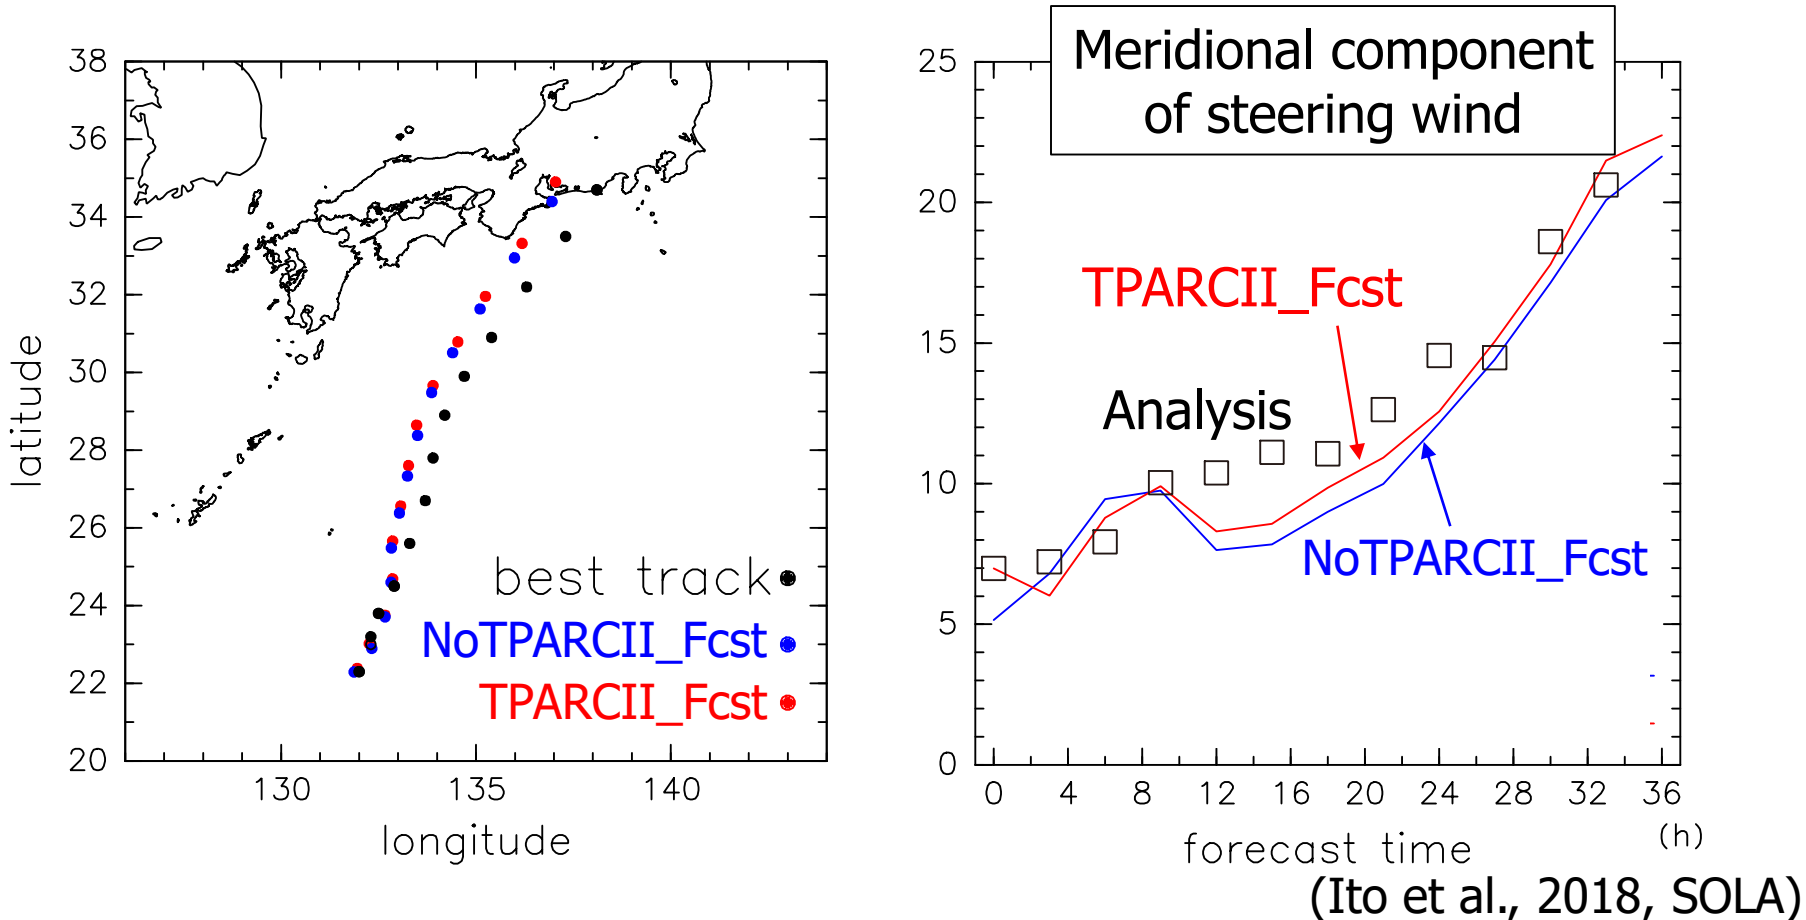 38
36
34
32
30
28
26
24
22
20
latitude
130 135 140
longitude
best track
NoTPARCII_Fcst
TPARCII_Fcst
Meridional component
of steering wind
25
20
15
10
5
0
TPARCII_Fcst
Analysis
NoTPARCII_Fcst
0 4 8 12 16 20 24 28 32 36
forecast time (h)
(Ito et al., 2018, SOLA)